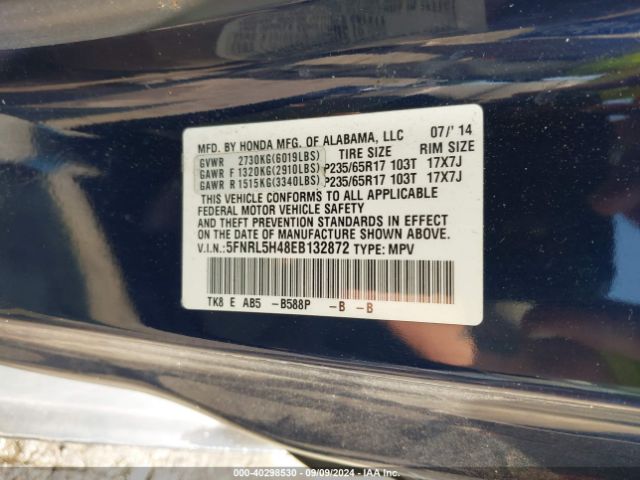 MFD. BY HONDA MFG. OF ALABAMA, LLC 07/'14
GVWR 2730KG(6019LBS) TIRE SIZE RIM SIZE
GAWR F 1320KG(2910LBS) P235/65R17 103T 17X7J
GAWR R 1515KG(3340LBS) P235/65R17 103T 17X7J
THIS VEHICLE CONFORMS TO ALL APPLICABLE
FEDERAL MOTOR VEHICLE SAFETY
AND THEFT PREVENTION STANDARDS IN EFFECT
ON THE DATE OF MANUFACTURE SHOWN ABOVE.
V.I.N.:5FNRL5H48EB132872 TYPE: MPV
TK8 E AB5 -B588P -B -B
000-40298530 - 09/09/2024 - IAA Inc.